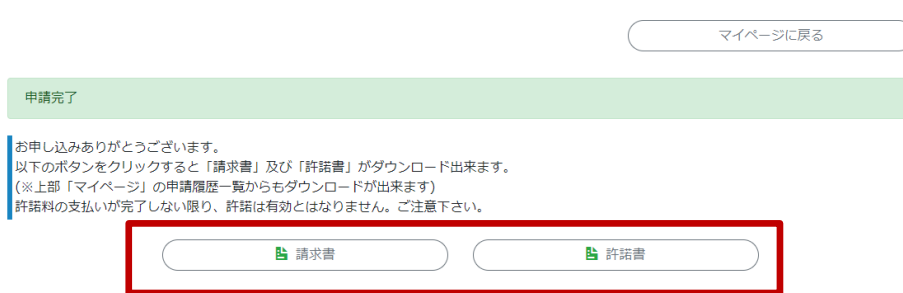 マイページに戻る
申請完了
お申し込みありがとうございます。
以下のボタンをクリックすると「請求書」及び「許諾書」がダウンロード出来ます。
(※上部「マイページ」の申請履歴一覧からもダウンロードが出来ます)
許諾料の支払いが完了しない限り、許諾は有効とはなりません。ご注意下さい。
請求書
許諾書